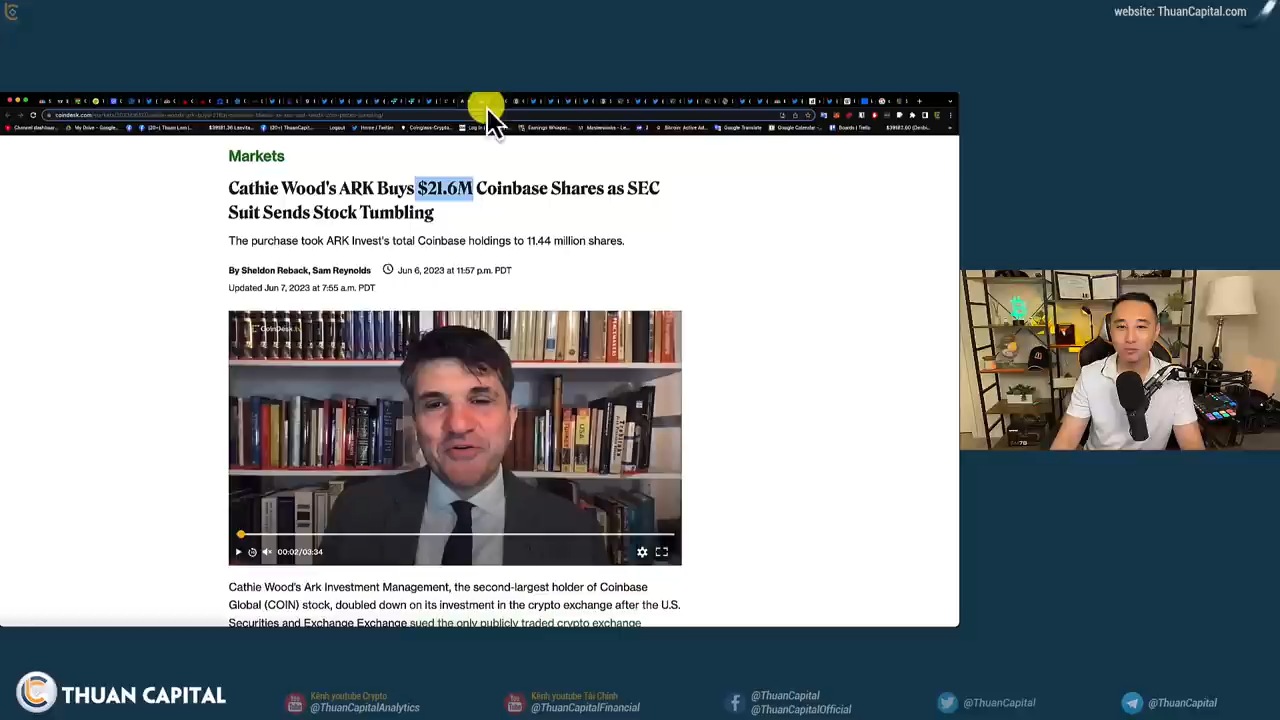 website: ThuanCapital.com
Markets
Cathie Wood's ARK Buys $21.6M Coinbase Shares as SEC
Suit Sends Stock Tumbling
The purchase took ARK Invest's total Coinbase holdings to 11.44 million shares.
By Sheldon Reback, Sam Reynolds
Jun 6, 2023 at 11:57 p.m. PDT
Updated Jun 7, 2023 at 7:55 a.m. PDT
CoinDesk tv
00:02/03:34
Cathie Wood's Ark Investment Management, the second-largest holder of Coinbase
Global (COIN) stock, doubled down on its investment in the crypto exchange after the U.S.
Securities and Exchange Exchange sued the only publicly traded crypto exchange
THUAN CAPITAL
Kênh youtube Crypto
@ThuanCapitalAnalytics
Kênh youtube Tài Chính
@ThuanCapitalFinancial
@ThuanCapital
@ThuanCapitalOfficial
@ThuanCapital
@ThuanCapital